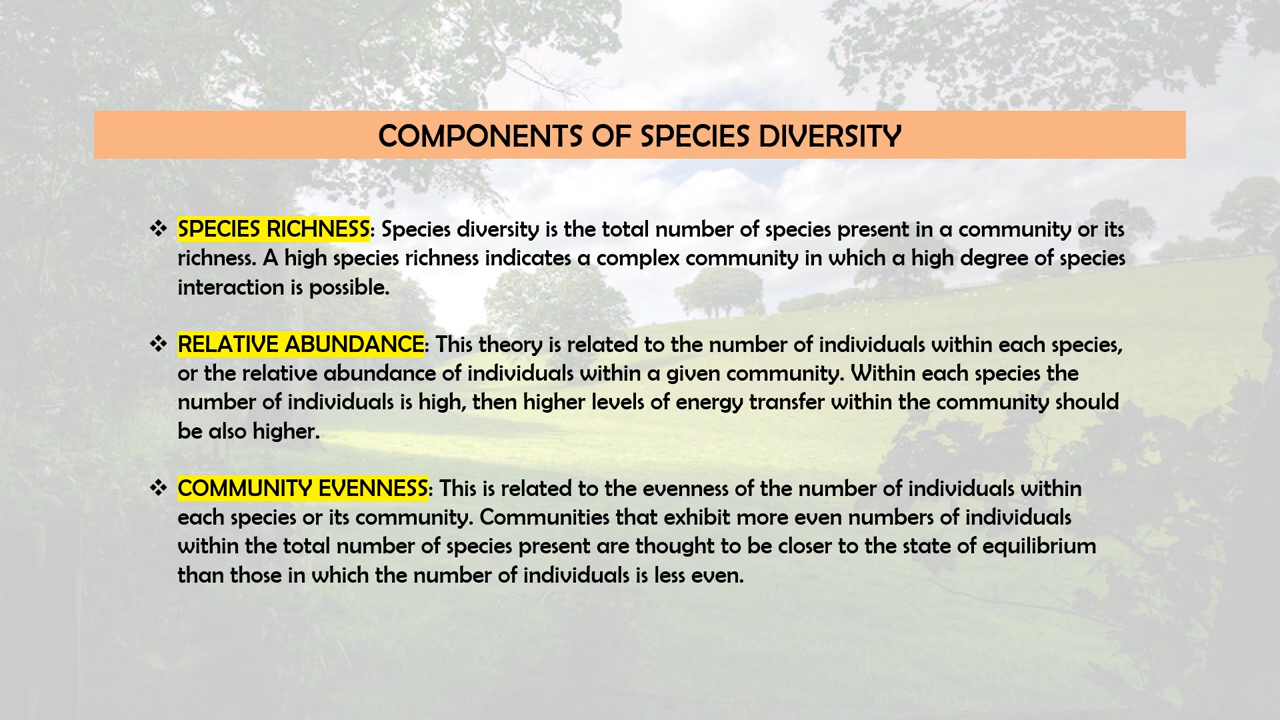 COMPONENTS OF SPECIES DIVERSITY
❖ SPECIES RICHNESS: Species diversity is the total number of species present in a community or its
richness. A high species richness indicates a complex community in which a high degree of species
interaction is possible.
❖ RELATIVE ABUNDANCE: This theory is related to the number of individuals within each species,
or the relative abundance of individuals within a given community. Within each species the
number of individuals is high, then higher levels of energy transfer within the community should
be also higher.
❖ COMMUNITY EVENNESS: This is related to the evenness of the number of individuals within
each species or its community. Communities that exhibit more even numbers of individuals
within the total number of species present are thought to be closer to the state of equilibrium
than those in which the number of individuals is less even.